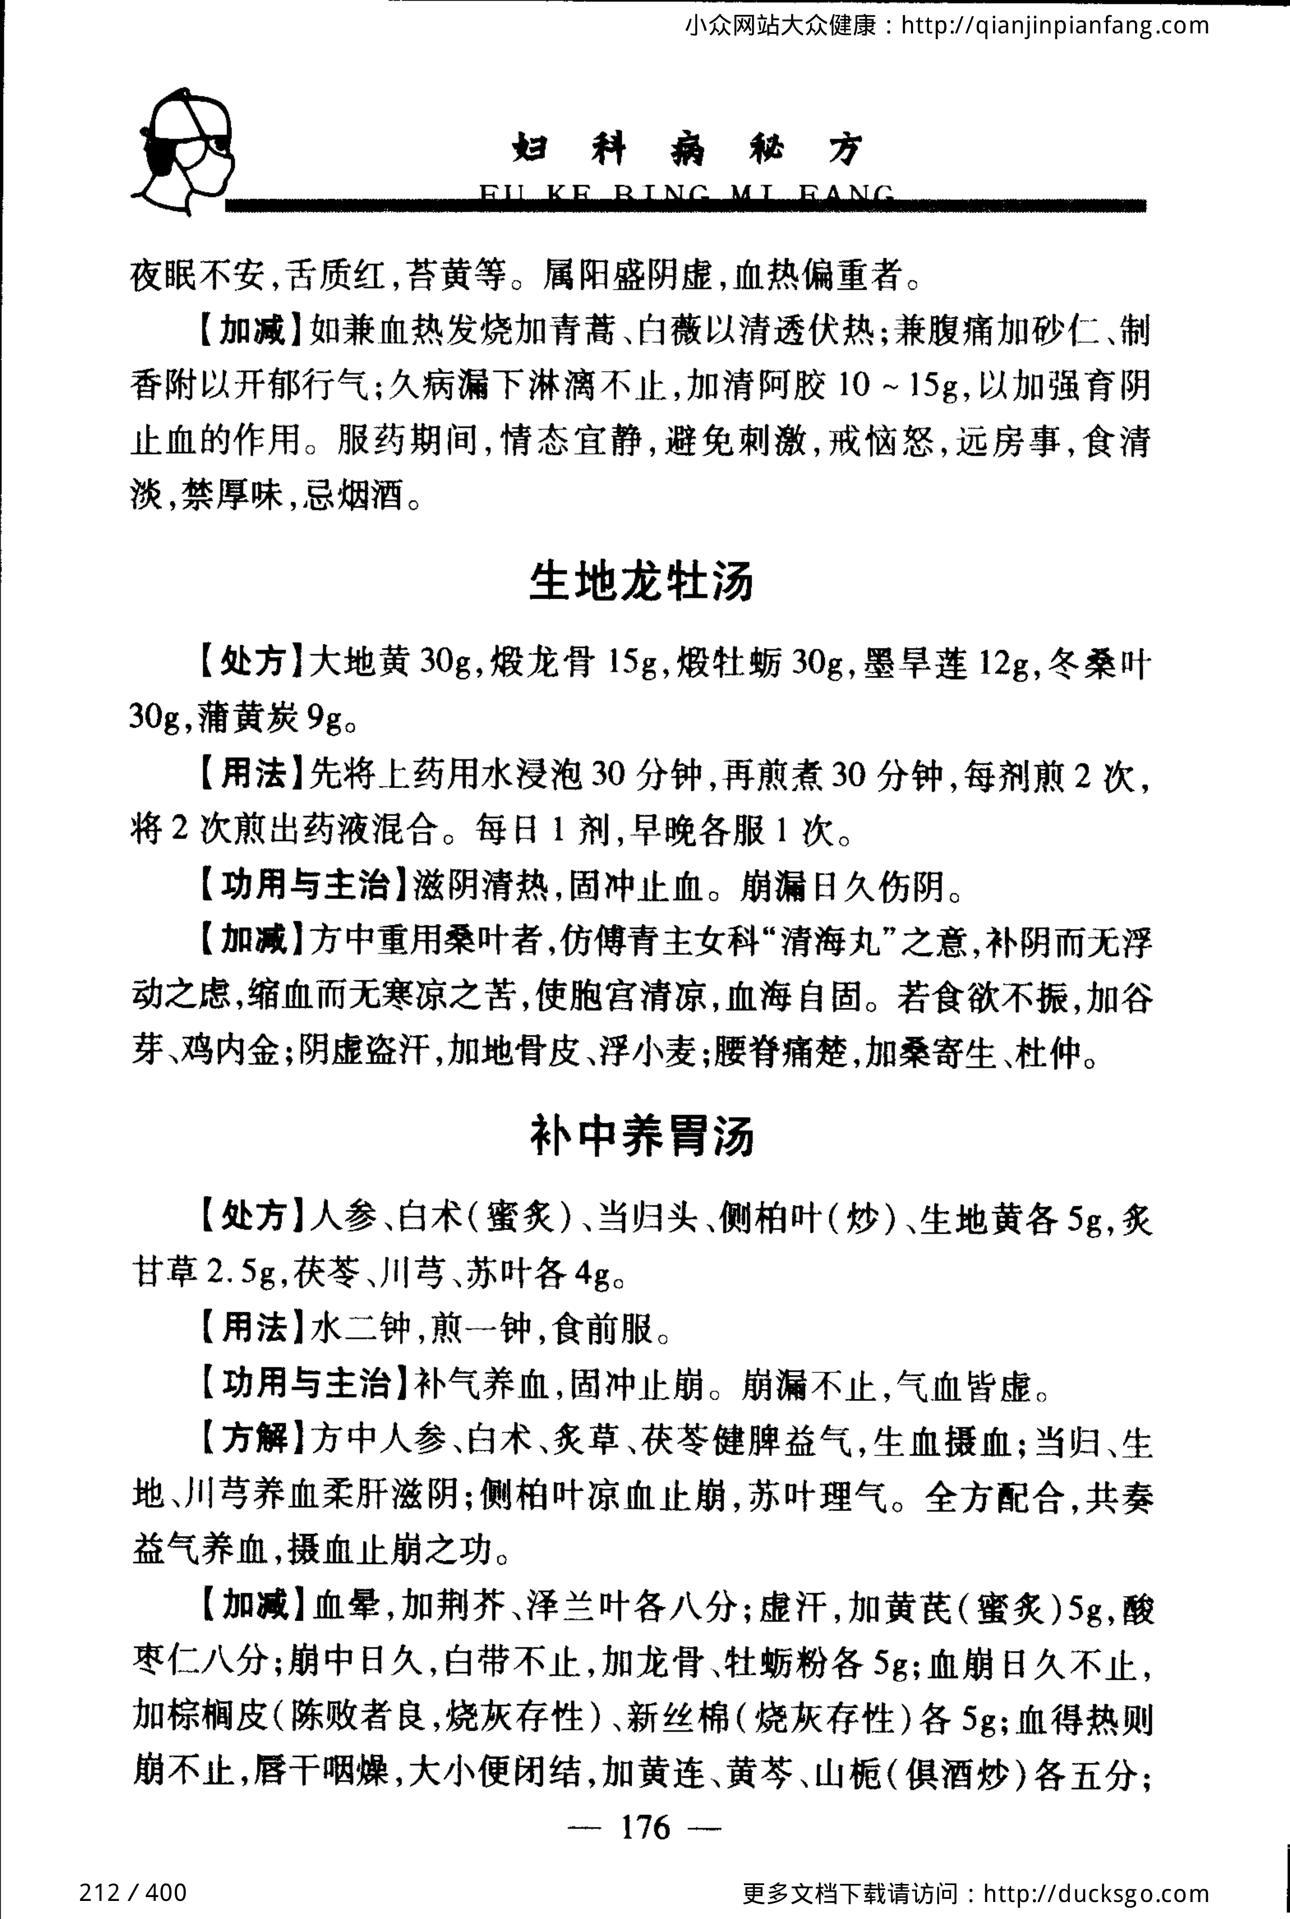 小众网站大众健康：http://qianjinpianfang.com
妇科病秘方
FU KE BING MI FANG
夜眠不安,舌质红,苔黄等。属阳盛阴虚,血热偏重者。
【加减】如兼血热发烧加青蒿、白薇以清透伏热;兼腹痛加砂仁、制
香附以开郁行气;久病漏下淋漓不止,加清阿胶 10 ~ 15g,以加强育阴
止血的作用。服药期间,情态宜静,避免刺激,戒恼怒,远房事,食清
淡,禁厚味,忌烟酒。
生地龙牡汤
【处方】大地黄 30g,煅龙骨 15g,煅牡蛎 30g,墨旱莲 12g,冬桑叶
30g,蒲黄炭 9g。
【用法】先将上药用水浸泡 30 分钟,再煎煮 30 分钟,每剂煎 2 次,
将 2 次煎出药液混合。每日 1 剂,早晚各服 1 次。
【功用与主治】滋阴清热,固冲止血。崩漏日久伤阴。
【加减】方中重用桑叶者,仿傅青主女科“清海丸”之意,补阴而无浮
动之虑,缩血而无寒凉之苦,使胞宫清凉,血海自固。若食欲不振,加谷
芽、鸡内金;阴虚盗汗,加地骨皮、浮小麦;腰脊痛楚,加桑寄生、杜仲。
补中养胃汤
【处方】人参、白术(蜜炙)、当归头、侧柏叶(炒)、生地黄各 5g,炙
甘草 2.5g,茯苓、川芎、苏叶各 4g。
【用法】水二钟,煎一钟,食前服。
【功用与主治】补气养血,固冲止崩。崩漏不止,气血皆虚。
【方解】方中人参、白术、炙草、茯苓健脾益气,生血摄血;当归、生
地、川芎养血柔肝滋阴;侧柏叶凉血止崩,苏叶理气。全方配合,共奏
益气养血,摄血止崩之功。
【加减】血晕,加荆芥、泽兰叶各八分;虚汗,加黄芪(蜜炙)5g,酸
枣仁八分;崩中日久,白带不止,加龙骨、牡蛎粉各 5g;血崩日久不止,
加棕榈皮(陈败者良,烧灰存性)、新丝棉(烧灰存性)各 5g;血得热则
崩不止,唇干咽燥,大小便闭结,加黄连、黄芩、山栀(俱酒炒)各五分;
— 176 —
212 / 400
更多文档下载请访问：http://ducksgo.com